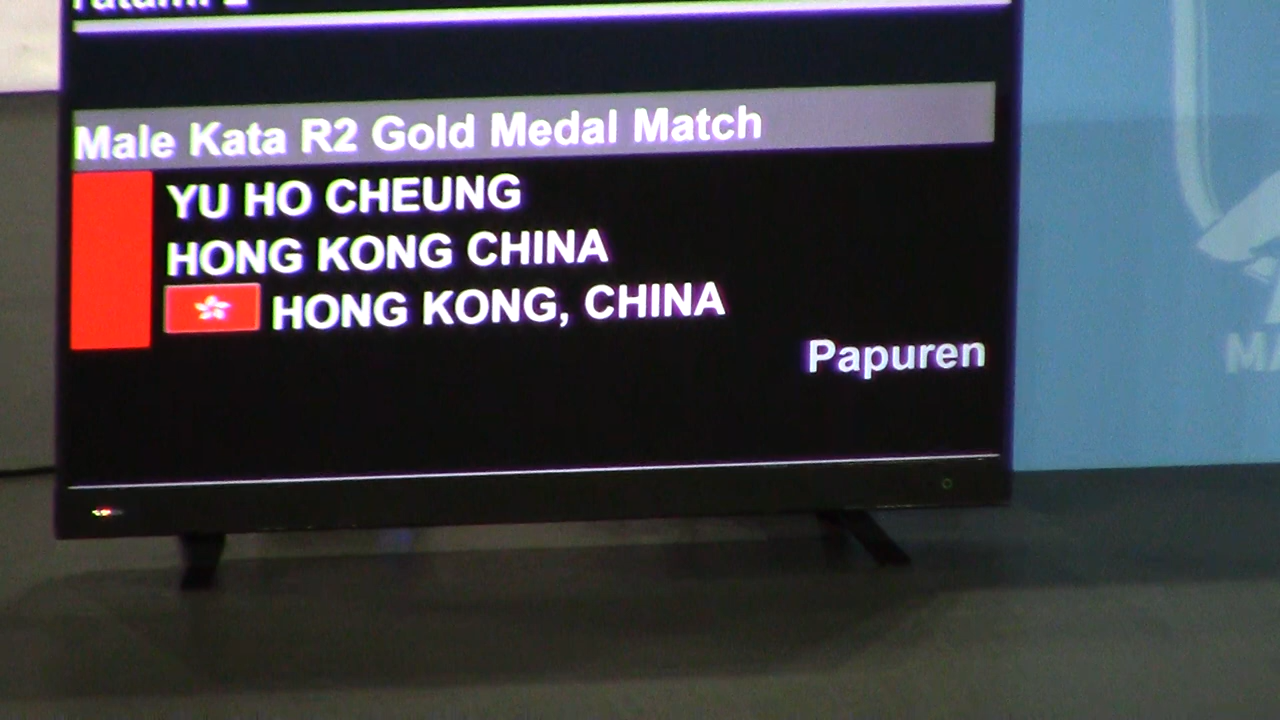 Male Kata R2 Gold Medal Match
YU HO CHEUNG
HONG KONG CHINA
HONG KONG, CHINA
Papuren